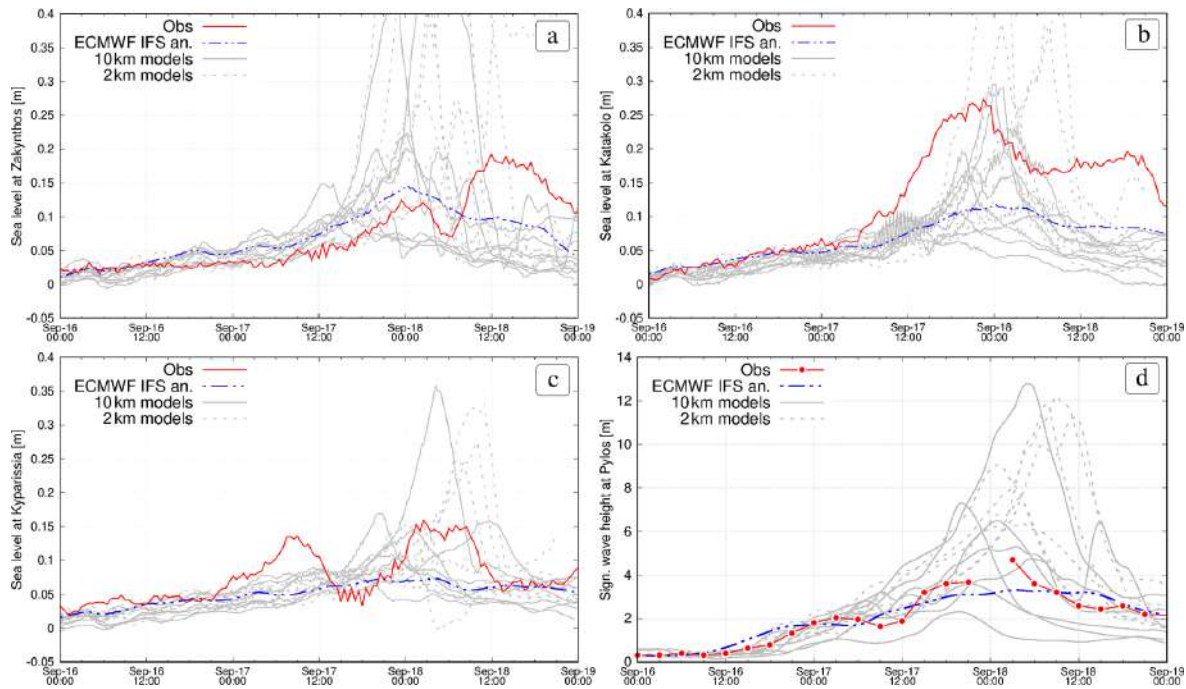 Obs
ECMWF IFS an.
10km models
2km models
a
Sea level at Zakynthos [m]
0.4
0.35
0.3
0.25
0.2
0.15
0.1
0.05
0
-0.05
Sep-16 00:00
Sep-16 12:00
Sep-17 00:00
Sep-17 12:00
Sep-18 00:00
Sep-18 12:00
Sep-19 00:00
Obs
ECMWF IFS an.
10km models
2km models
b
Sea level at Katakolo [m]
0.4
0.35
0.3
0.25
0.2
0.15
0.1
0.05
0
-0.05
Sep-16 00:00
Sep-16 12:00
Sep-17 00:00
Sep-17 12:00
Sep-18 00:00
Sep-18 12:00
Sep-19 00:00
Obs
ECMWF IFS an.
10km models
2km models
c
Sea level at Kyparissia [m]
0.4
0.35
0.3
0.25
0.2
0.15
0.1
0.05
0
-0.05
Sep-16 00:00
Sep-16 12:00
Sep-17 00:00
Sep-17 12:00
Sep-18 00:00
Sep-18 12:00
Sep-19 00:00
Obs
ECMWF IFS an.
10km models
2km models
d
Sign. wave height at Pylos [m]
14
12
10
8
6
4
2
0
Sep-16 00:00
Sep-16 12:00
Sep-17 00:00
Sep-17 12:00
Sep-18 00:00
Sep-18 12:00
Sep-19 00:00